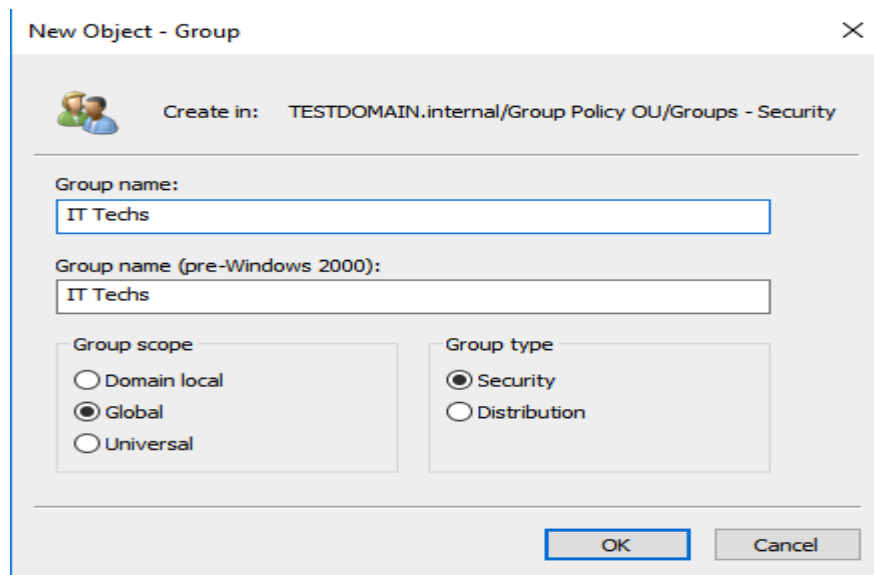 New Object - Group
Create in: TESTDOMAIN.internal/Group Policy OU/Groups - Security
Group name:
IT Techs
Group name (pre-Windows 2000):
IT Techs
Group scope
Domain local
Global
Universal
Group type
Security
Distribution
OK
Cancel